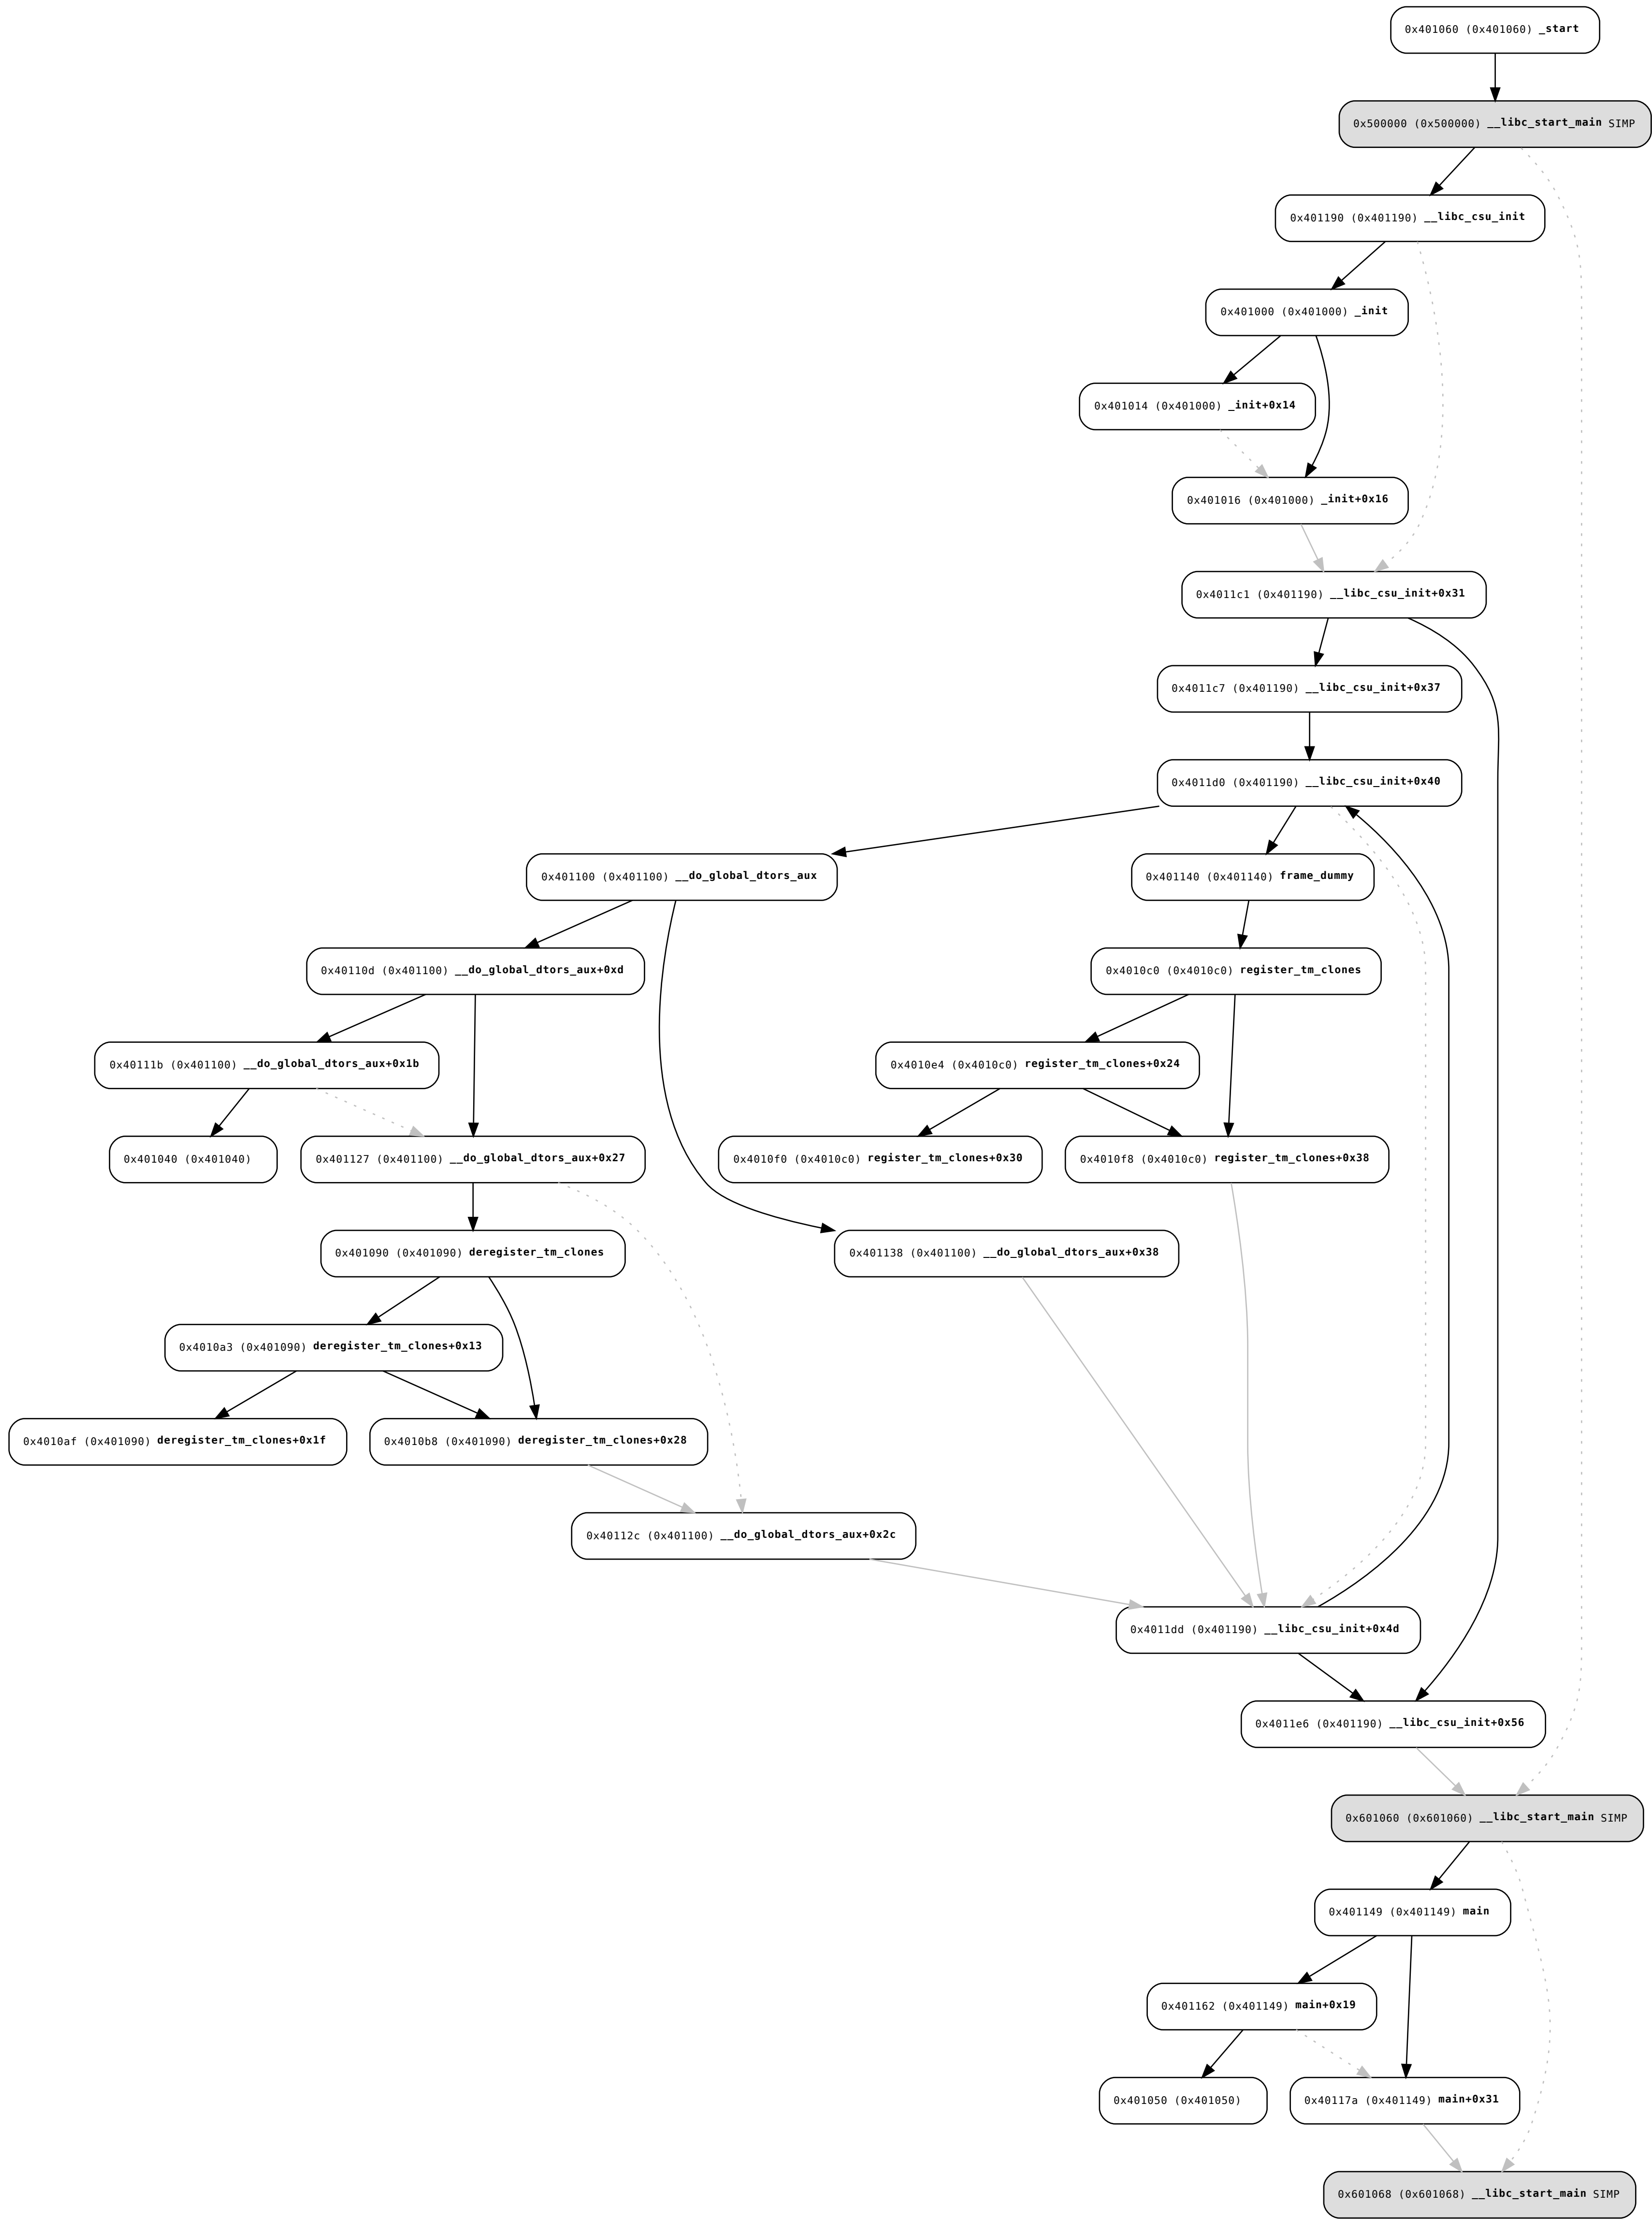 0x401060 (0x401060) _start
0x500000 (0x500000) __libc_start_main SIMP
0x401190 (0x401190) __libc_csu_init
0x401000 (0x401000) _init
0x401014 (0x401000) _init+0x14
0x401016 (0x401000) _init+0x16
0x4011c1 (0x401190) __libc_csu_init+0x31
0x4011c7 (0x401190) __libc_csu_init+0x37
0x4011d0 (0x401190) __libc_csu_init+0x40
0x401100 (0x401100) __do_global_dtors_aux
0x401140 (0x401140) frame_dummy
0x40110d (0x401100) __do_global_dtors_aux+0xd
0x4010c0 (0x4010c0) register_tm_clones
0x40111b (0x401100) __do_global_dtors_aux+0x1b
0x4010e4 (0x4010c0) register_tm_clones+0x24
0x401040 (0x401040)
0x401127 (0x401100) __do_global_dtors_aux+0x27
0x4010f0 (0x4010c0) register_tm_clones+0x30
0x4010f8 (0x4010c0) register_tm_clones+0x38
0x401090 (0x401090) deregister_tm_clones
0x401138 (0x401100) __do_global_dtors_aux+0x38
0x4010a3 (0x401090) deregister_tm_clones+0x13
0x4010af (0x401090) deregister_tm_clones+0x1f
0x4010b8 (0x401090) deregister_tm_clones+0x28
0x40112c (0x401100) __do_global_dtors_aux+0x2c
0x4011dd (0x401190) __libc_csu_init+0x4d
0x4011e6 (0x401190) __libc_csu_init+0x56
0x601060 (0x601060) __libc_start_main SIMP
0x401149 (0x401149) main
0x401162 (0x401149) main+0x19
0x401050 (0x401050)
0x40117a (0x401149) main+0x31
0x601068 (0x601068) __libc_start_main SIMP